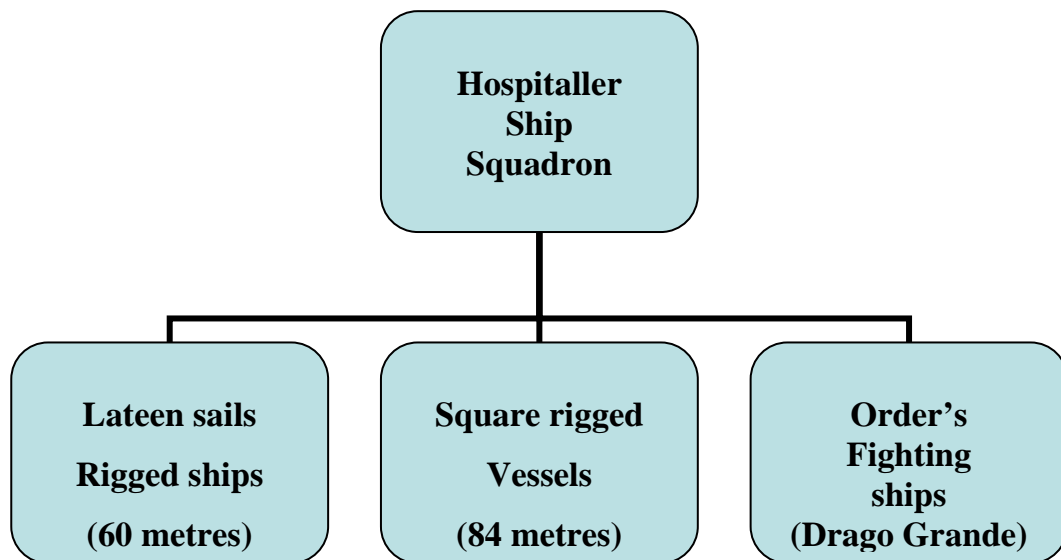 Hospitaller
Ship
Squadron
Lateen sails
Rigged ships
(60 metres)
Square rigged
Vessels
(84 metres)
Order’s
Fighting
ships
(Drago Grande)